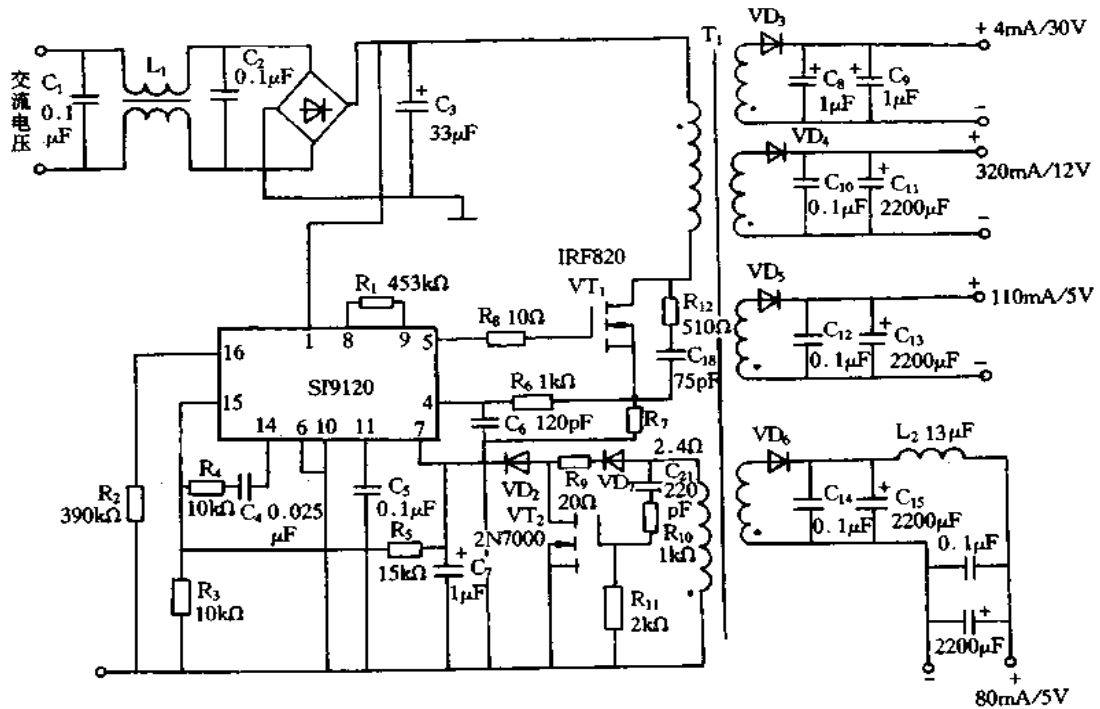 交流电压
C₁
0.1
μF
L₁
C₂
0.1μF
+
C₃
33μF
T₁
VD₃
+ 4mA/30V
+
C₈
1μF
+
C₉
1μF
−
VD₄
+
320mA/12V
C₁₀
0.1μF
+
C₁₁
2200μF
−
IRF820
VT₁
R₁ 453kΩ
R₈ 10Ω
R₁₂
510Ω
C₁₈
75pF
VD₅
+
110mA/5V
C₁₂
0.1μF
+
C₁₃
2200μF
−
16
1
8
9
5
SI9120
15
14
6
10
11
7
4
R₆ 1kΩ
C₆
120pF
R₇
2.4Ω
VD₆
L₂ 13μF
C₁₄
0.1μF
+
C₁₅
2200μF
R₂
390kΩ
R₄
10kΩ
C₄ 0.025
μF
C₅
0.1μF
R₅
15kΩ
VD₂
R₉
20Ω
VD₇
C₂₁
220
pF
VT₂
2N7000
R₁₀
1kΩ
+
C₇
1μF
R₃
10kΩ
R₁₁
2kΩ
0.1μF
+
2200μF
−
+
80mA/5V